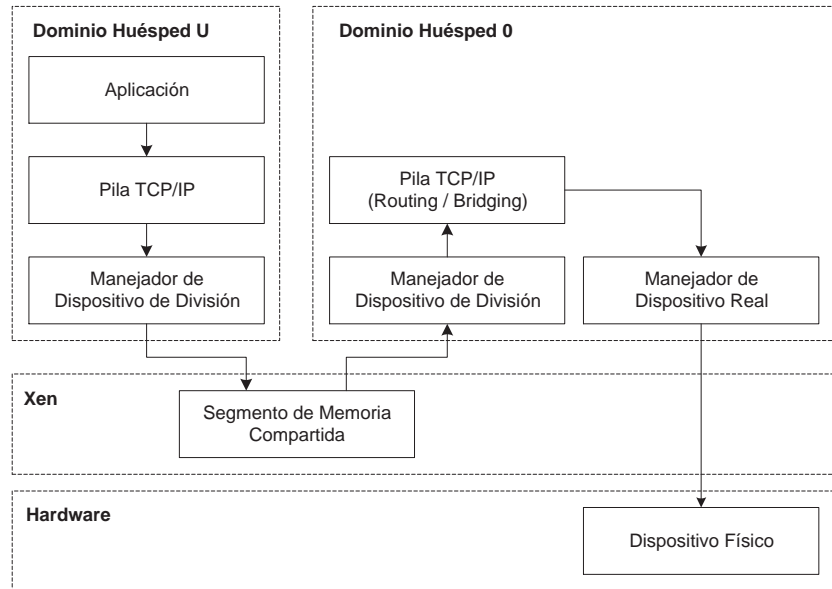 Dominio Huésped U
Aplicación
Pila TCP/IP
Manejador de
Dispositivo de División
Dominio Huésped 0
Pila TCP/IP
(Routing / Bridging)
Manejador de
Dispositivo de División
Manejador de
Dispositivo Real
Xen
Segmento de Memoria
Compartida
Hardware
Dispositivo Físico